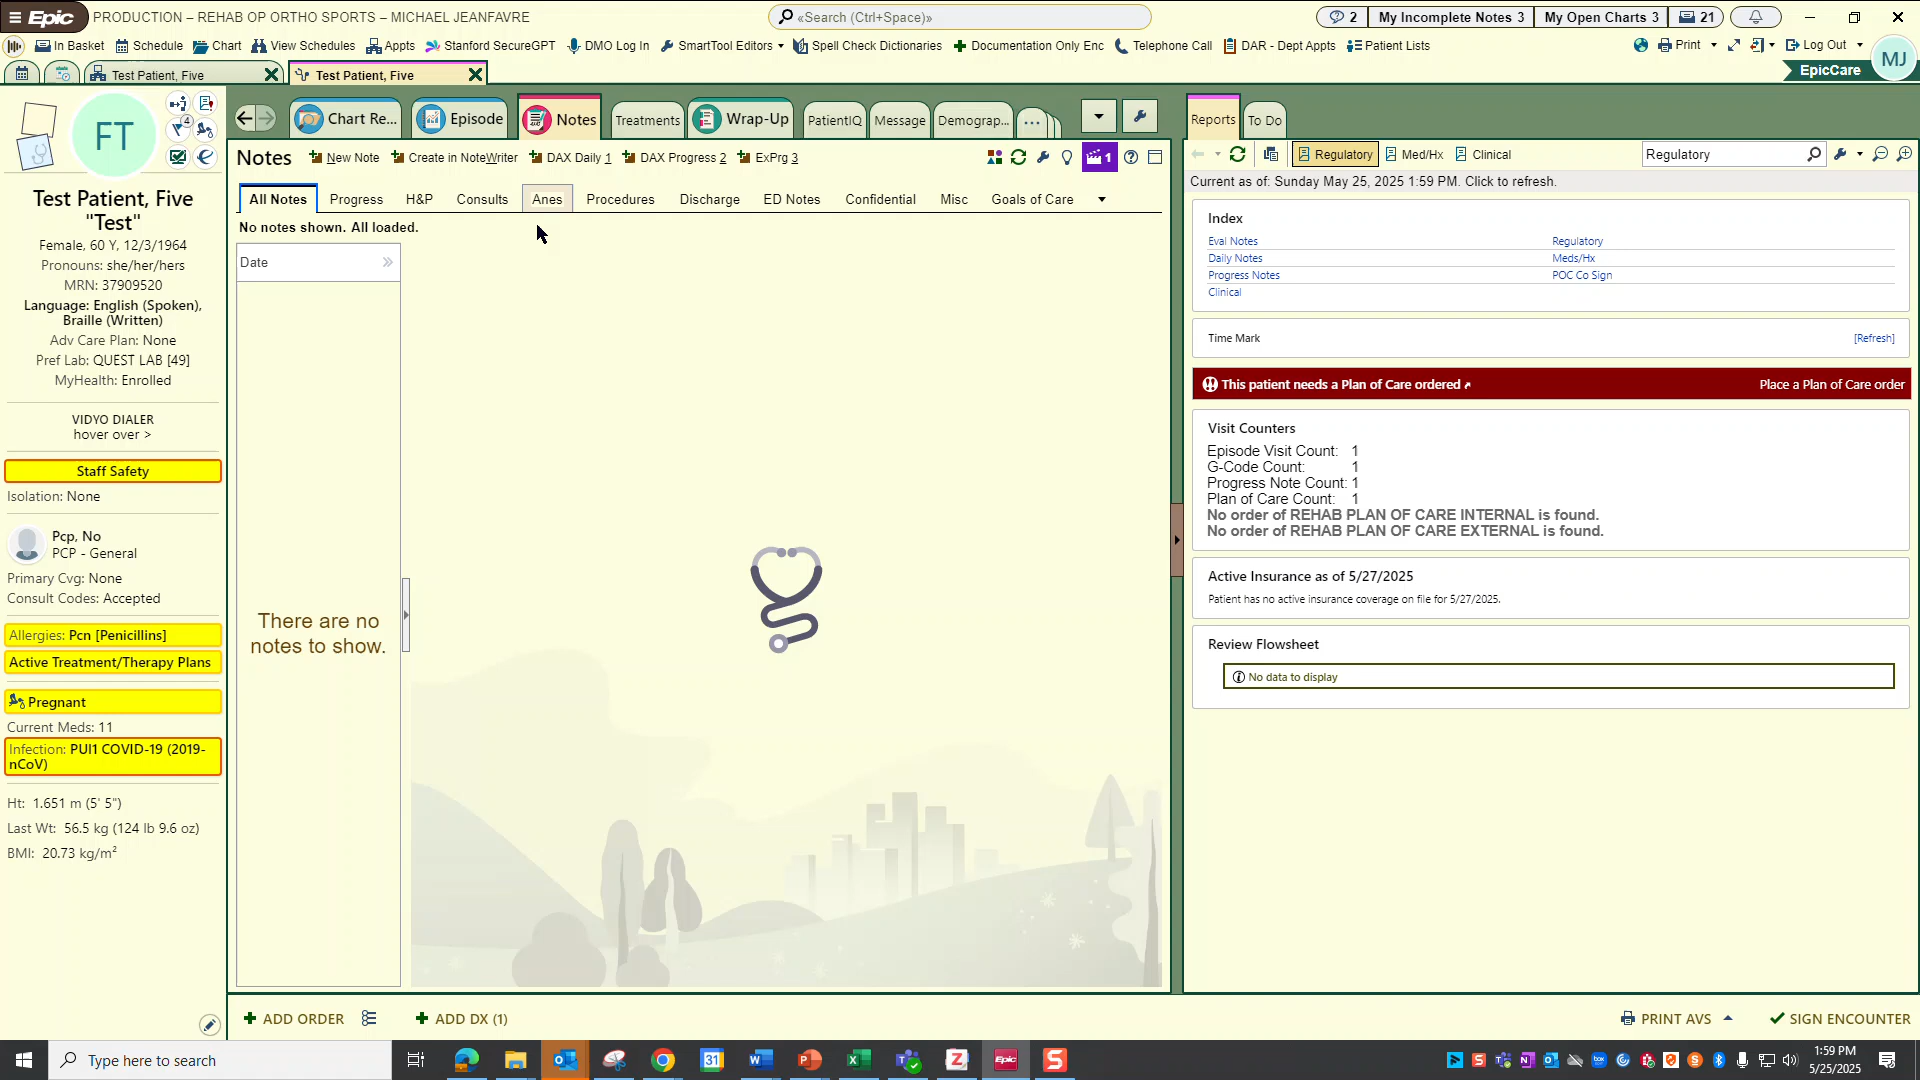 Epic
PRODUCTION – REHAB OP ORTHO SPORTS – MICHAEL JEANFAVRE
«Search (Ctrl+Space)»
2
My Incomplete Notes 3
My Open Charts 3
21
In Basket
Schedule
Chart
View Schedules
Appts
Stanford SecureGPT
DMO Log In
SmartTool Editors
Spell Check Dictionaries
Documentation Only Enc
Telephone Call
DAR - Dept Appts
Patient Lists
Print
Log Out
MJ
Test Patient, Five
Test Patient, Five
EpicCare
FT
4
Test Patient, Five
"Test"
Female, 60 Y, 12/3/1964
Pronouns: she/her/hers
MRN: 37909520
Language: English (Spoken),
Braille (Written)
Adv Care Plan: None
Pref Lab: QUEST LAB [49]
MyHealth: Enrolled
VIDYO DIALER
hover over >
Staff Safety
Isolation: None
Pcp, No
PCP - General
Primary Cvg: None
Consult Codes: Accepted
Allergies: Pcn [Penicillins]
Active Treatment/Therapy Plans
Pregnant
Current Meds: 11
Infection: PUI1 COVID-19 (2019-
nCoV)
Ht: 1.651 m (5' 5")
Last Wt: 56.5 kg (124 lb 9.6 oz)
BMI: 20.73 kg/m²
Chart Re...
Episode
Notes
Treatments
Wrap-Up
PatientIQ
Message
Demograp...
...
Notes
New Note
Create in NoteWriter
DAX Daily 1
DAX Progress 2
ExPrg 3
1
All Notes
Progress
H&P
Consults
Anes
Procedures
Discharge
ED Notes
Confidential
Misc
Goals of Care
No notes shown. All loaded.
Date
There are no
notes to show.
Reports
To Do
Regulatory
Med/Hx
Clinical
Regulatory
Current as of: Sunday May 25, 2025 1:59 PM. Click to refresh.
Index
Eval Notes
Regulatory
Daily Notes
Meds/Hx
Progress Notes
POC Co Sign
Clinical
Time Mark
[Refresh]
This patient needs a Plan of Care ordered
Place a Plan of Care order
Visit Counters
Episode Visit Count: 1
G-Code Count: 1
Progress Note Count: 1
Plan of Care Count: 1
No order of REHAB PLAN OF CARE INTERNAL is found.
No order of REHAB PLAN OF CARE EXTERNAL is found.
Active Insurance as of 5/27/2025
Patient has no active insurance coverage on file for 5/27/2025.
Review Flowsheet
No data to display
ADD ORDER
ADD DX (1)
PRINT AVS
SIGN ENCOUNTER
Type here to search
31
Epic
1:59 PM
5/25/2025